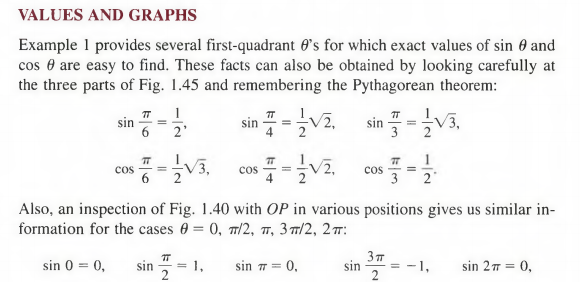 VALUES AND GRAPHS
Example 1 provides several first-quadrant θ's for which exact values of sin θ and
cos θ are easy to find. These facts can also be obtained by looking carefully at
the three parts of Fig. 1.45 and remembering the Pythagorean theorem:
sin π/6 = 1/2, sin π/4 = 1/2 √2, sin π/3 = 1/2 √3,
cos π/6 = 1/2 √3, cos π/4 = 1/2 √2, cos π/3 = 1/2.
Also, an inspection of Fig. 1.40 with OP in various positions gives us similar in-
formation for the cases θ = 0, π/2, π, 3π/2, 2π:
sin 0 = 0, sin π/2 = 1, sin π = 0, sin 3π/2 = -1, sin 2π = 0,